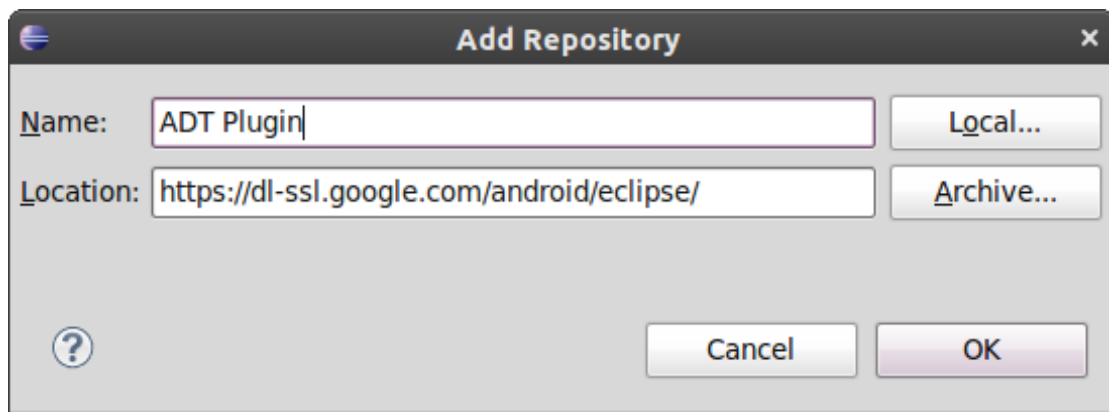 Add Repository
Name: ADT Plugin Local...
Location: https://dl-ssl.google.com/android/eclipse/ Archive...
? Cancel OK